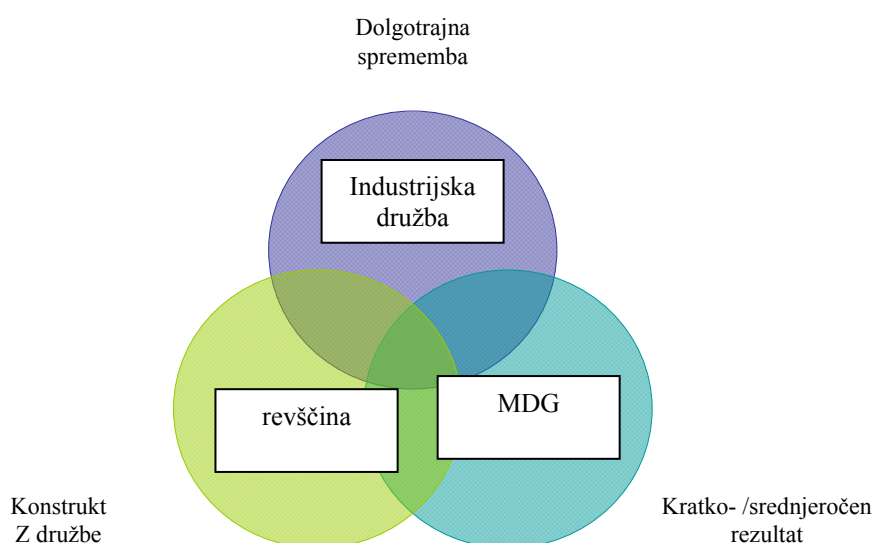 Dolgotrajna
sprememba
Industrijska
družba
revščina
MDG
Konstrukt
Z družbe
Kratko- /srednjeročen
rezultat